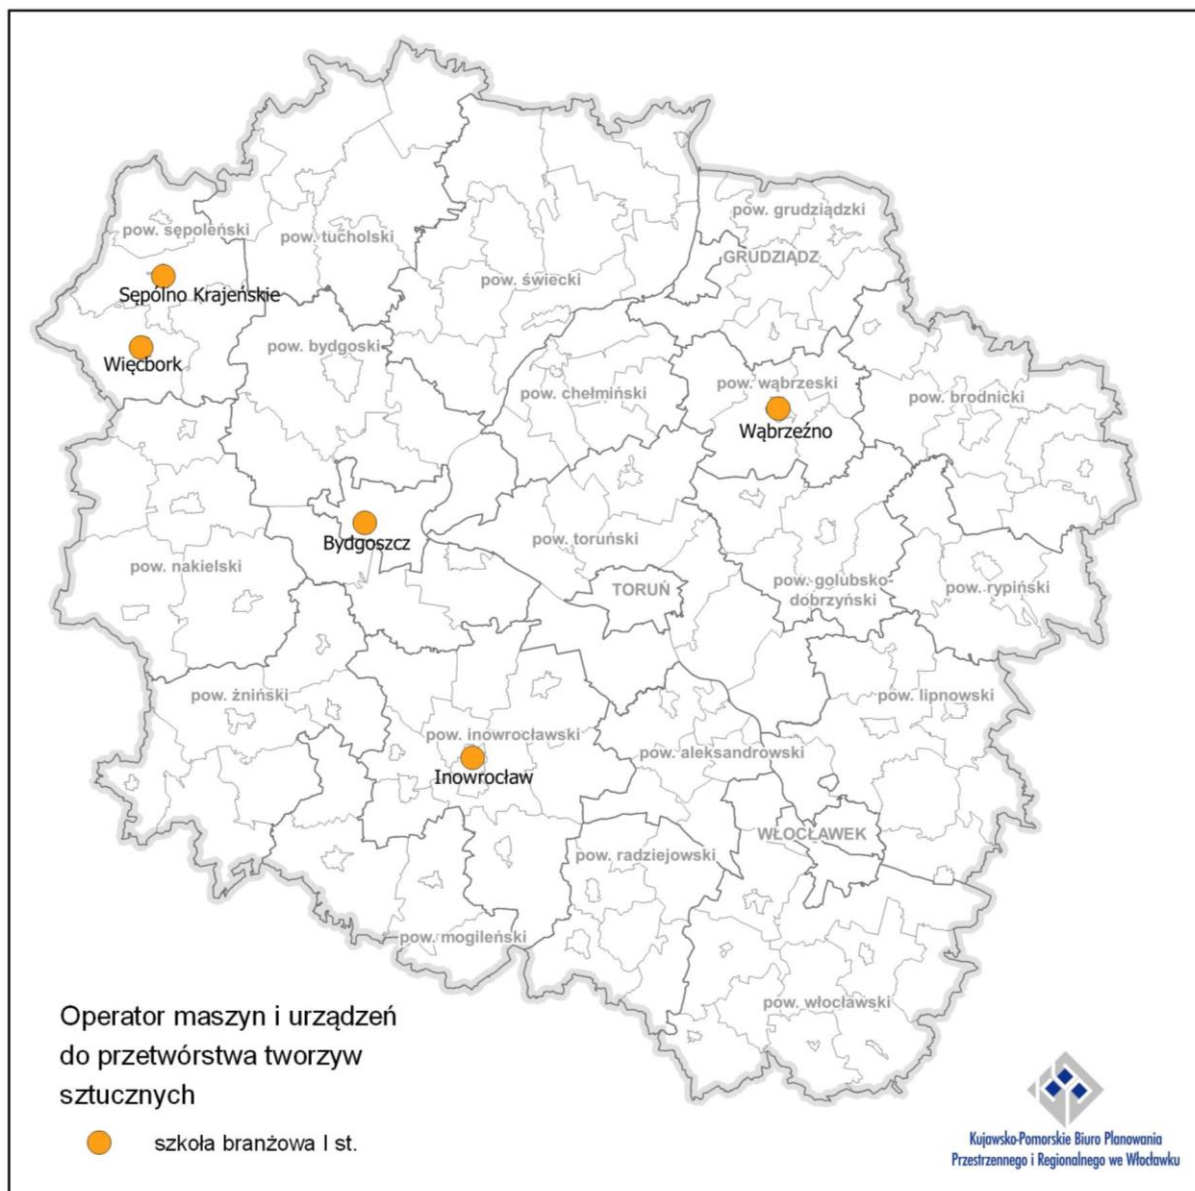 pow. grudziądzki
pow. sępoleński
pow. tucholski
GRUDZIĄDZ
pow. świecki
Sępólno Krajeńskie
pow. bydgoski
Więcbork
pow. wąbrzeski
pow. chełmiński
pow. brodnicki
Wąbrzeźno
Bydgoszcz
pow. toruński
pow. nakielski
TORUŃ
pow. golubsko-
dobrzyński
pow. rypiński
pow. żniński
pow. lipnowski
pow. inowrocławski
pow. aleksandrowski
Inowrocław
WŁOCŁAWEK
pow. radziejowski
pow. mogileński
pow. włocławski
Operator maszyn i urządzeń
do przetwórstwa tworzyw
sztucznych
szkoła branżowa I st.
Kujawsko-Pomorskie Biuro Planowania
Przestrzennego i Regionalnego we Włocławku